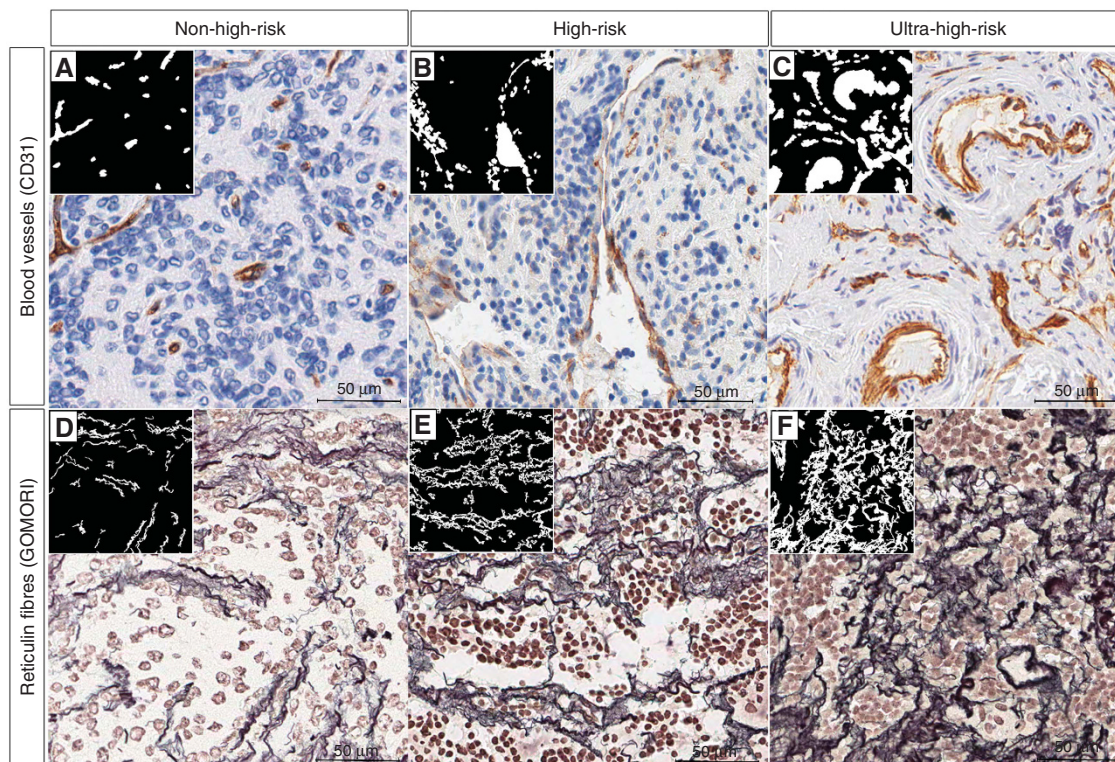 Non-high-risk
High-risk
Ultra-high-risk
Blood vessels (CD31)
A
B
C
50 µm
50 µm
50 µm
Reticulin fibres (GOMORI)
D
E
F
50 µm
50 µm
50 µm